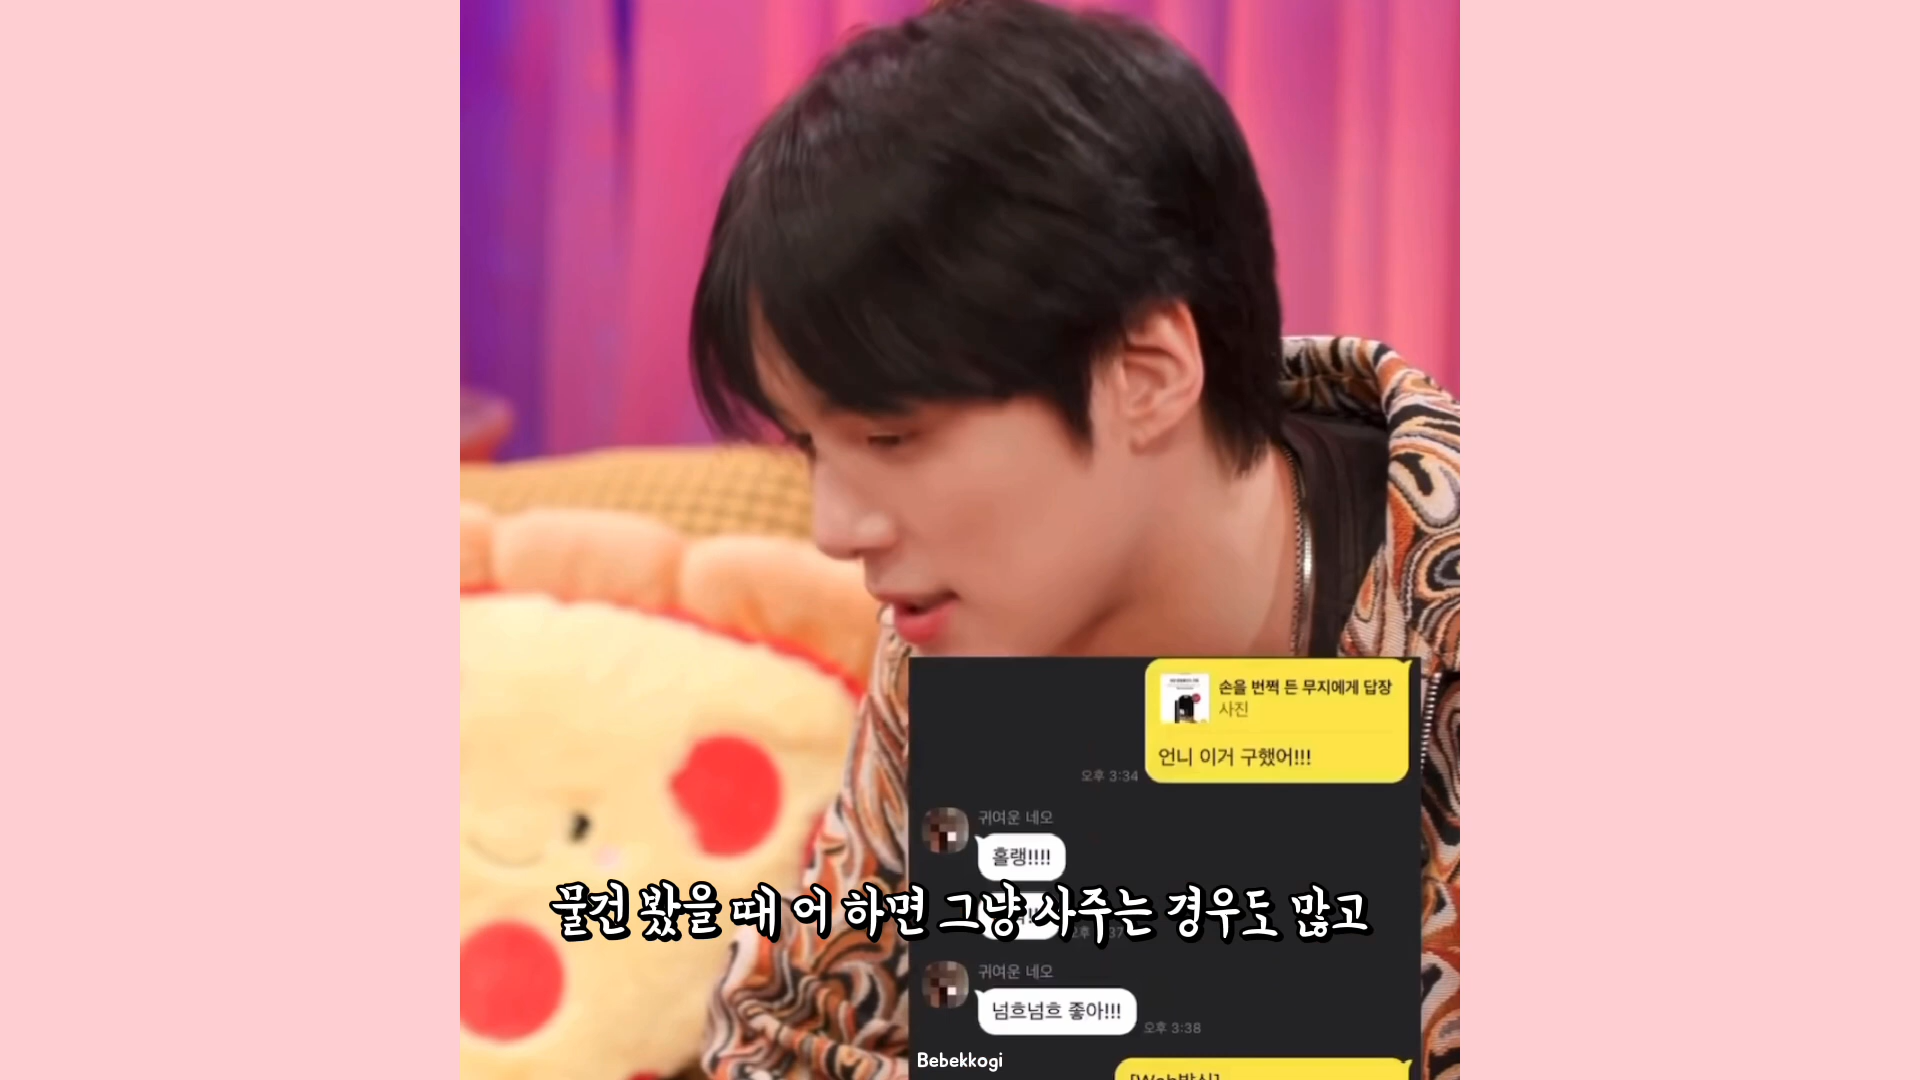 손을 번쩍 든 무지에게 답장
사진
언니 이거 구했어!!!
오후 3:34
귀여운 네모
홀랭!!!!
물건 봤을 때 어 하면 그냥 사주는 경우도 많고
귀여운 네모
넘흐넘흐 좋아!!!
오후 3:38
Bebekkogi